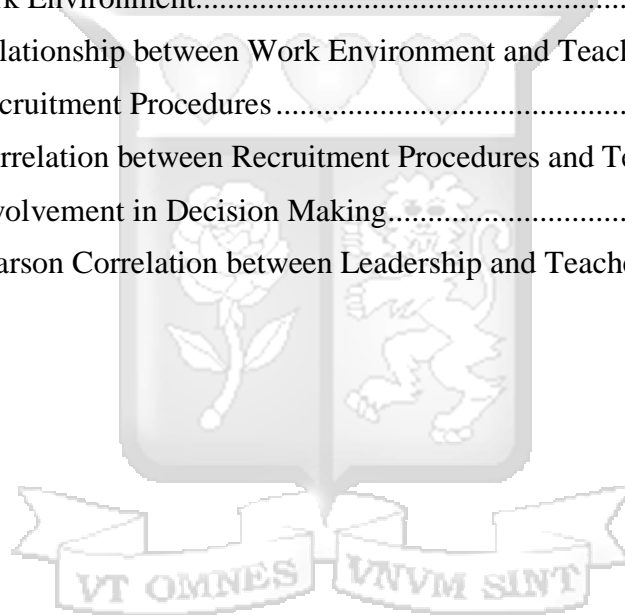 k Environment
lationship between Work Environment and Teach
cruitment Procedures
rrelation between Recruitment Procedures and Te
volvement in Decision Making
arson Correlation between Leadership and Teache
VT OMNES VNVM SINT